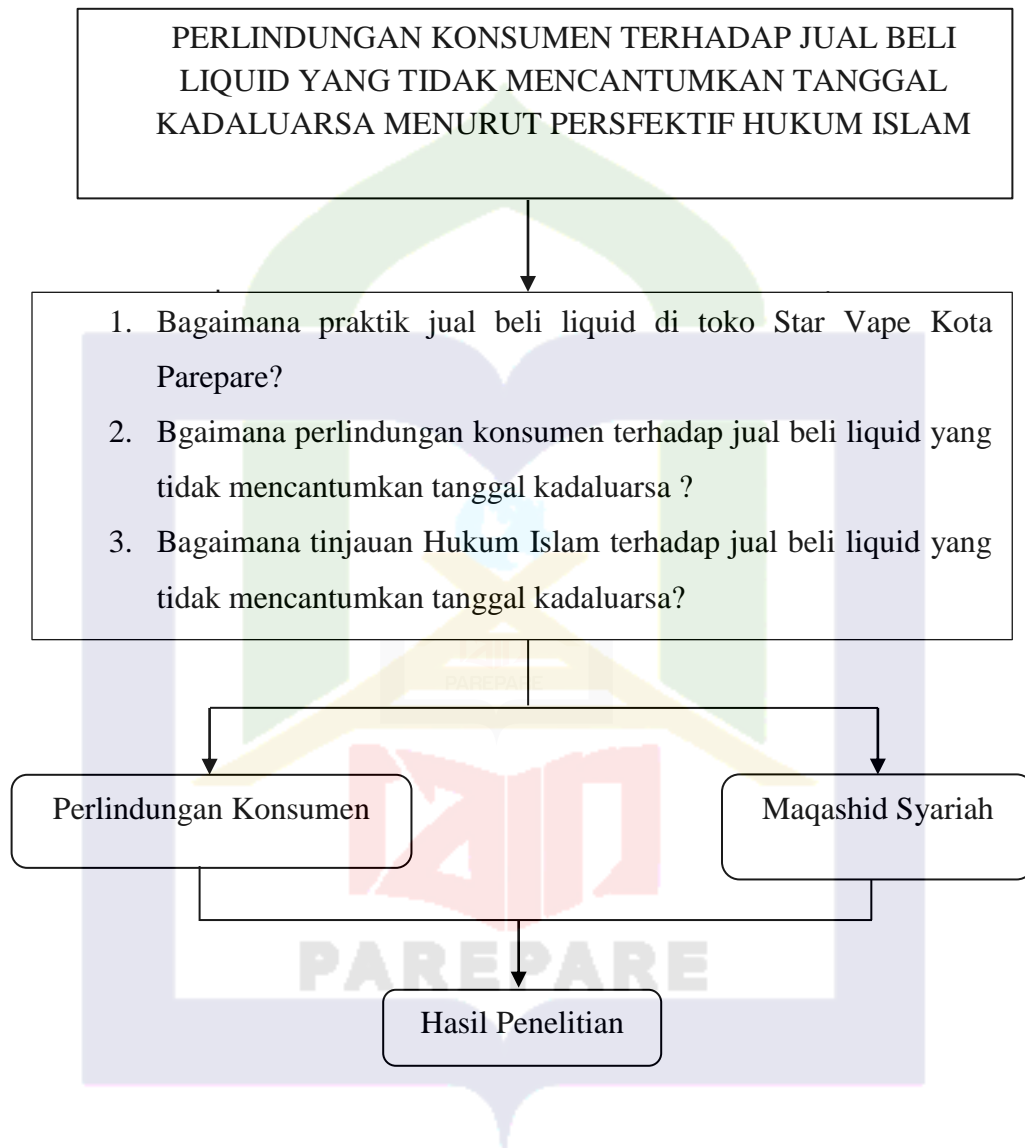 PERLINDUNGAN KONSUMEN TERHADAP JUAL BELI
LIQUID YANG TIDAK MENCANTUMKAN TANGGAL
KADALUARSA MENURUT PERSFEKTIF HUKUM ISLAM
1. Bagaimana praktik jual beli liquid di toko Star Vape Kota
Parepare?
2. Bgaimana perlindungan konsumen terhadap jual beli liquid yang
tidak mencantumkan tanggal kadaluarsa ?
3. Bagaimana tinjauan Hukum Islam terhadap jual beli liquid yang
tidak mencantumkan tanggal kadaluarsa?
PAREPARE
Perlindungan Konsumen
Maqashid Syariah
PAREPARE
Hasil Penelitian